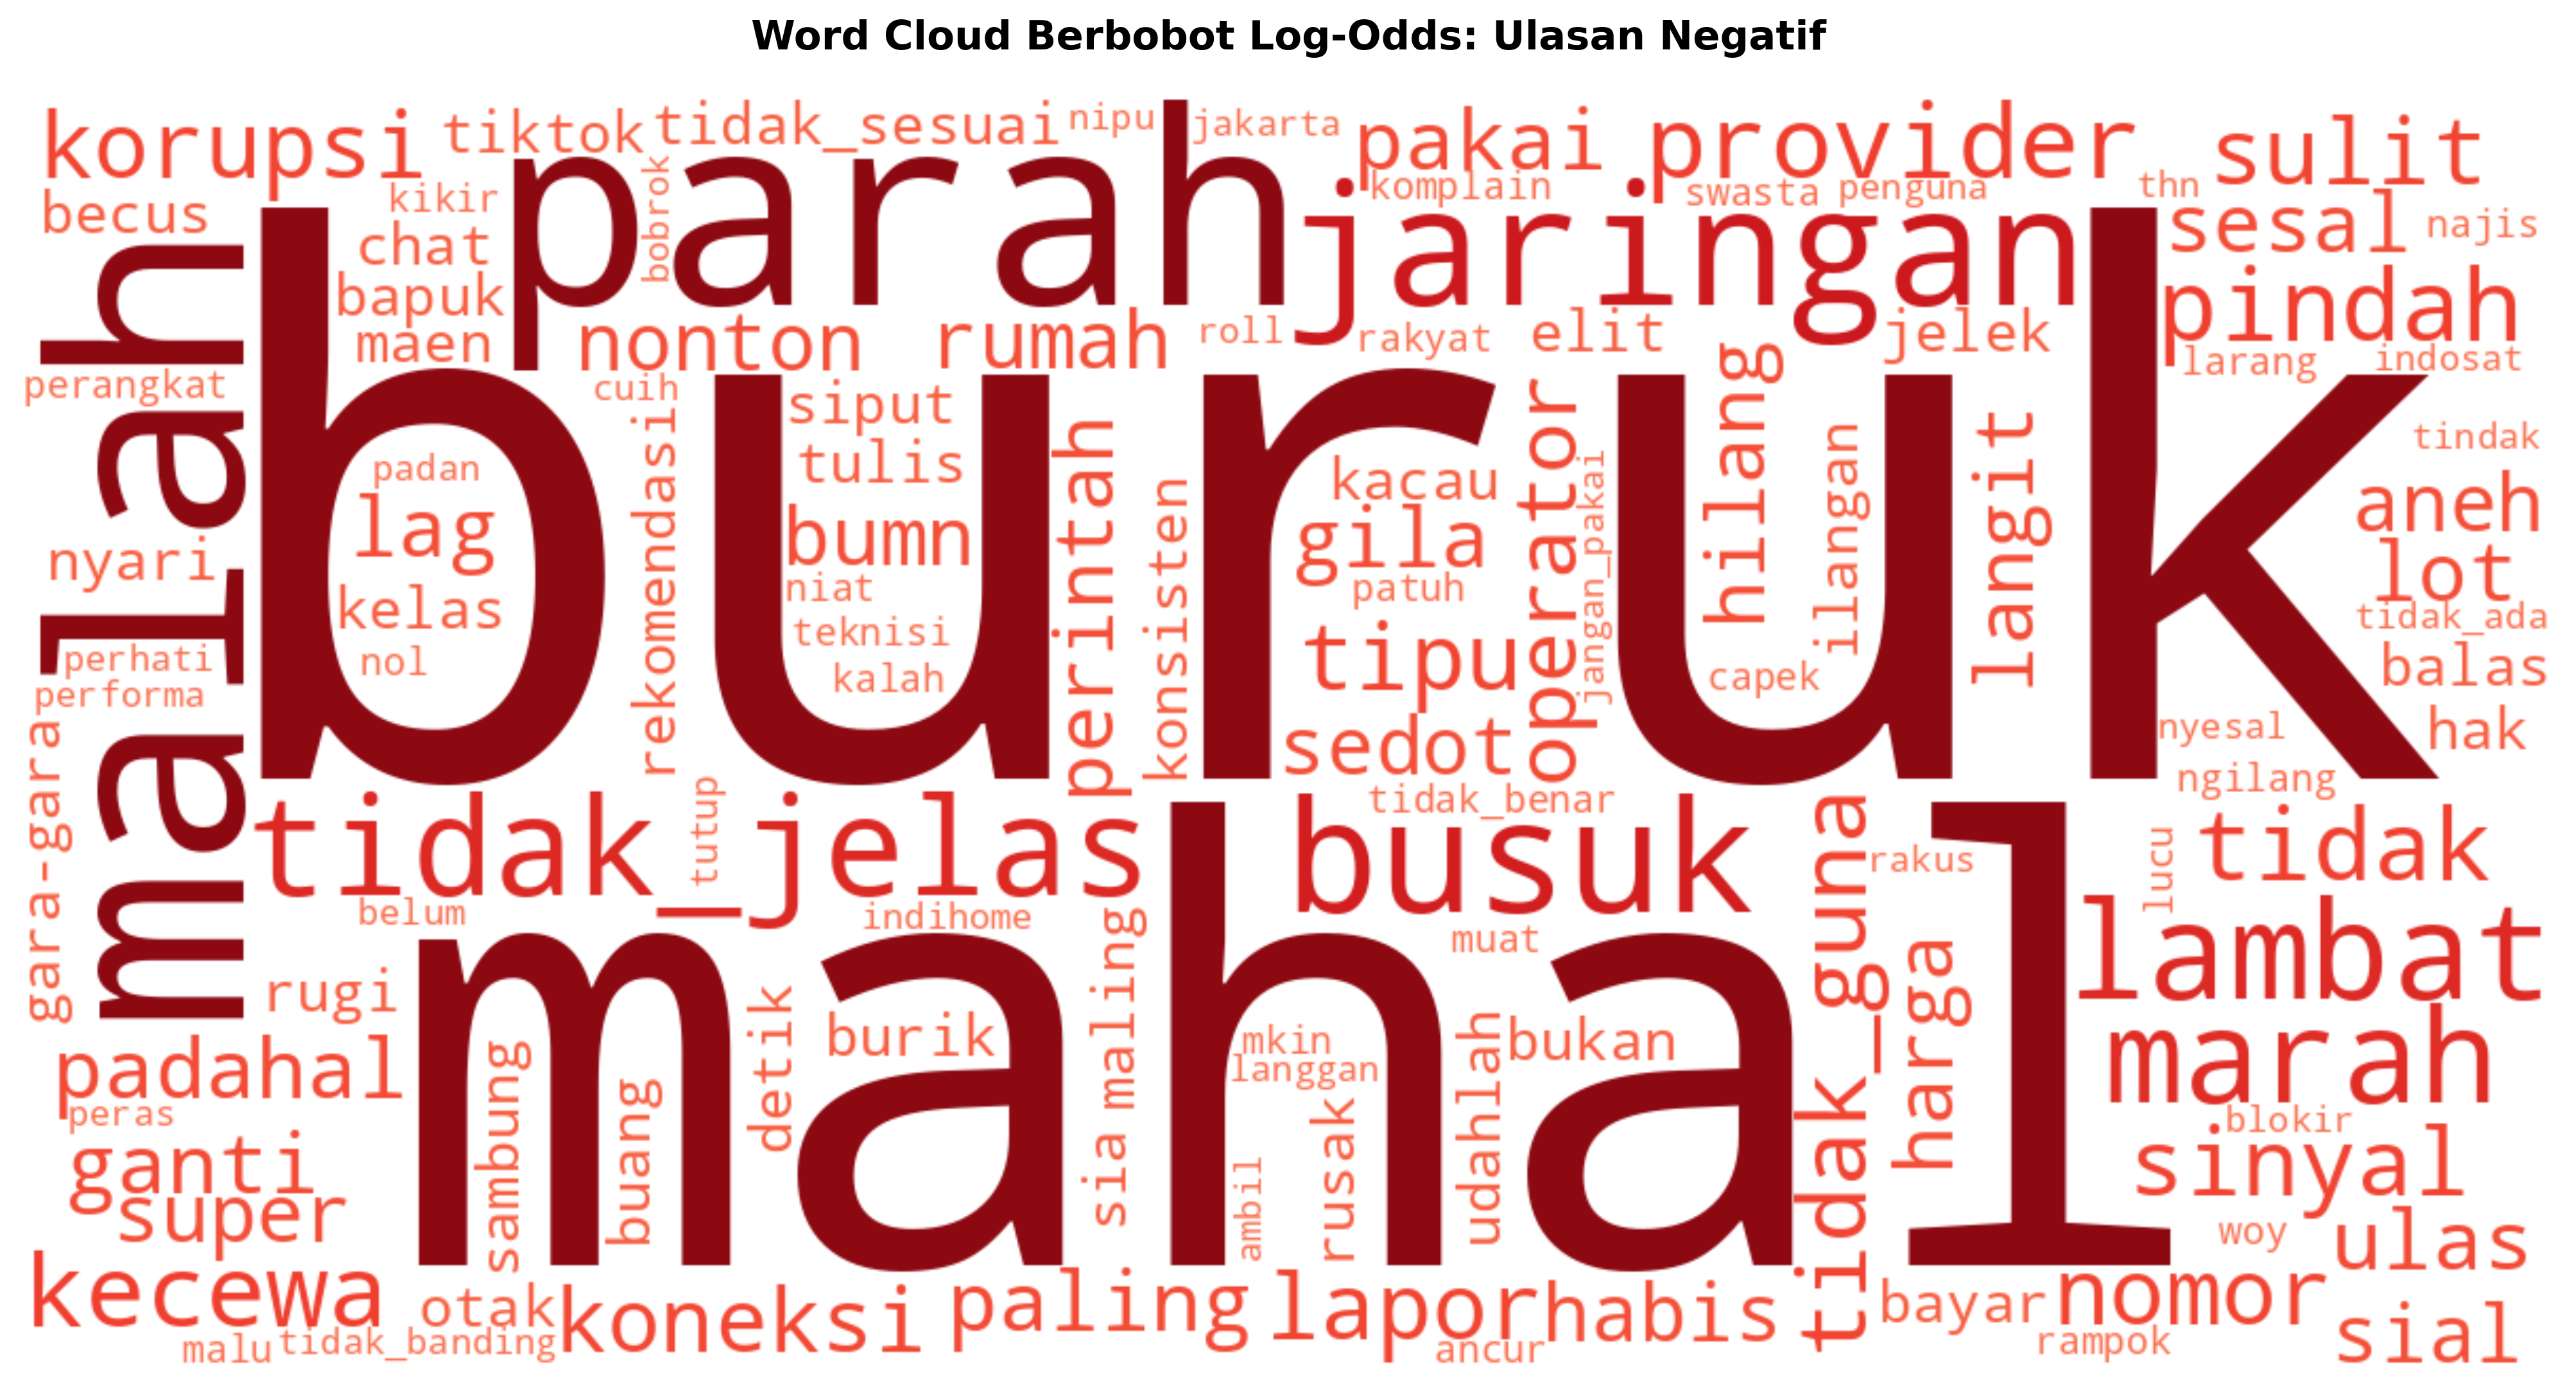 Word Cloud Berbobot Log-Odds: Ulasan Negatif
korupsi
tiktok
tidak_sesuai
nipu
jakarta
pakai
provider
sulit
becus
kikir
bobrok
parah
komplain
swasta
penguna
thn
sesal
najis
chat
jaringan
bapuk
pindah
maen
nonton
rumah
roll
rakyat
elit
jelek
larang
indosat
malah
perangkat
cuih
buruk
siput
rekomendasi
tulis
perintah
konsisten
kacau
operator
jangan_pakai
hilang
ilangan
langit
tindak
padan
lag
bumn
gila
aneh
nyari
kelas
niat
patuh
lot
tidak_ada
nol
teknisi
kalah
tipu
capek
balas
perhati
performa
gara-gara
sedot
nyesal
hak
ngilang
tidak_jelas
tutup
tidak_benar
busuk
tidak_guna
rakus
lucu
tidak
belum
indihome
muat
lambat
mahal
rugi
detik
maling
harga
padahal
sambung
buang
burik
mkin
langgan
udahlah
bukan
marah
peras
sia
ambil
rusak
blokir
ganti
sinyal
super
woy
ulas
kecewa
otak
koneksi
paling
lapor
habis
bayar
nomor
malu
tidak_banding
ancur
rampok
sial